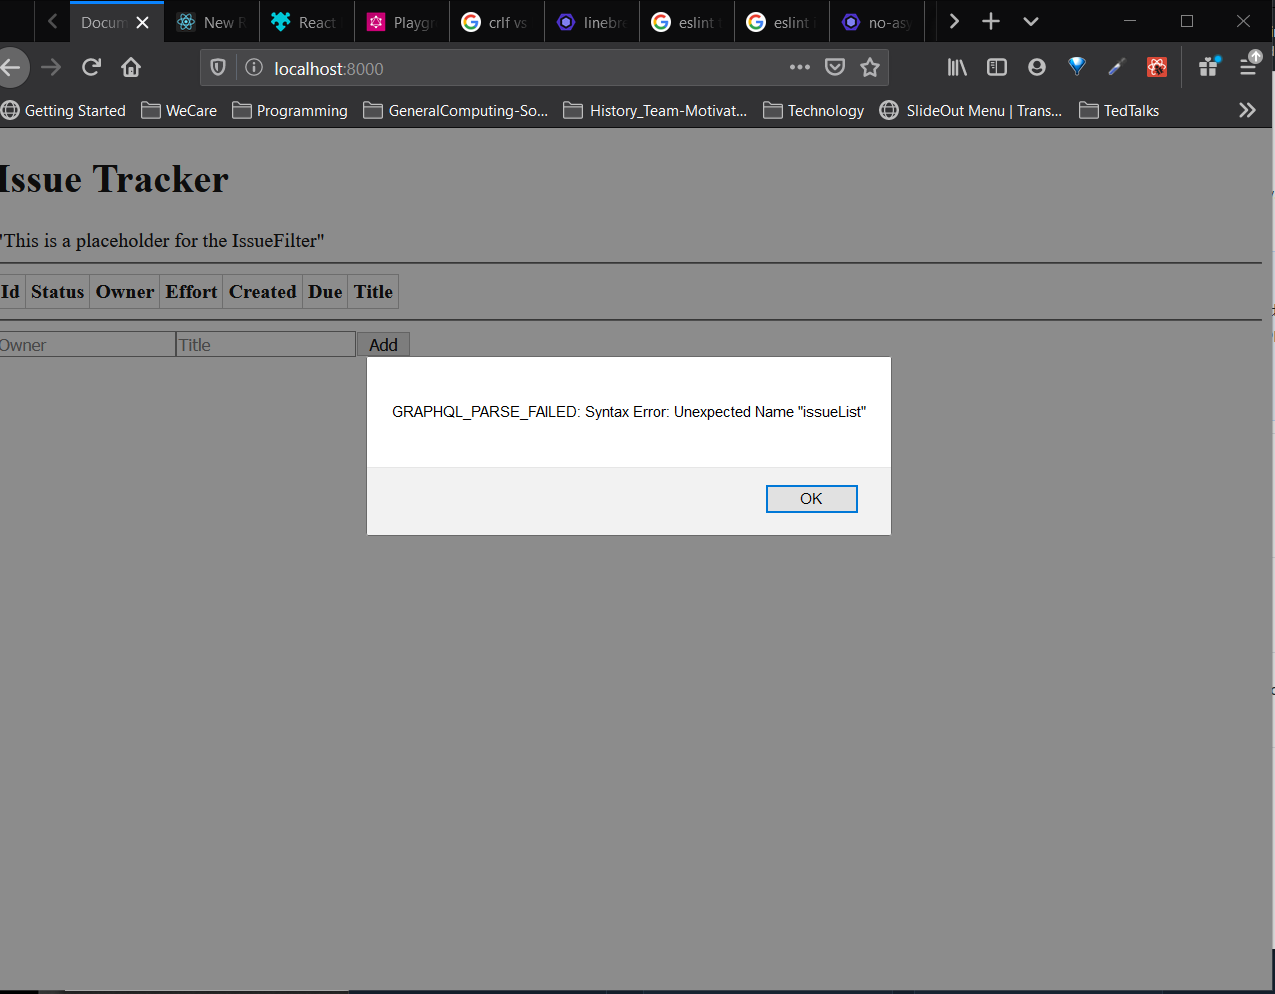 Docum
New R
React
Playgr
crlf vs
linebre
eslint
eslint
no-asy
localhost:8000
Getting Started
WeCare
Programming
GeneralComputing-So...
History_Team-Motivat...
Technology
SlideOut Menu | Trans...
TedTalks
Issue Tracker
"This is a placeholder for the IssueFilter"
Id Status Owner Effort Created Due Title
Owner Title Add
GRAPHQL_PARSE_FAILED: Syntax Error: Unexpected Name "issueList"
OK